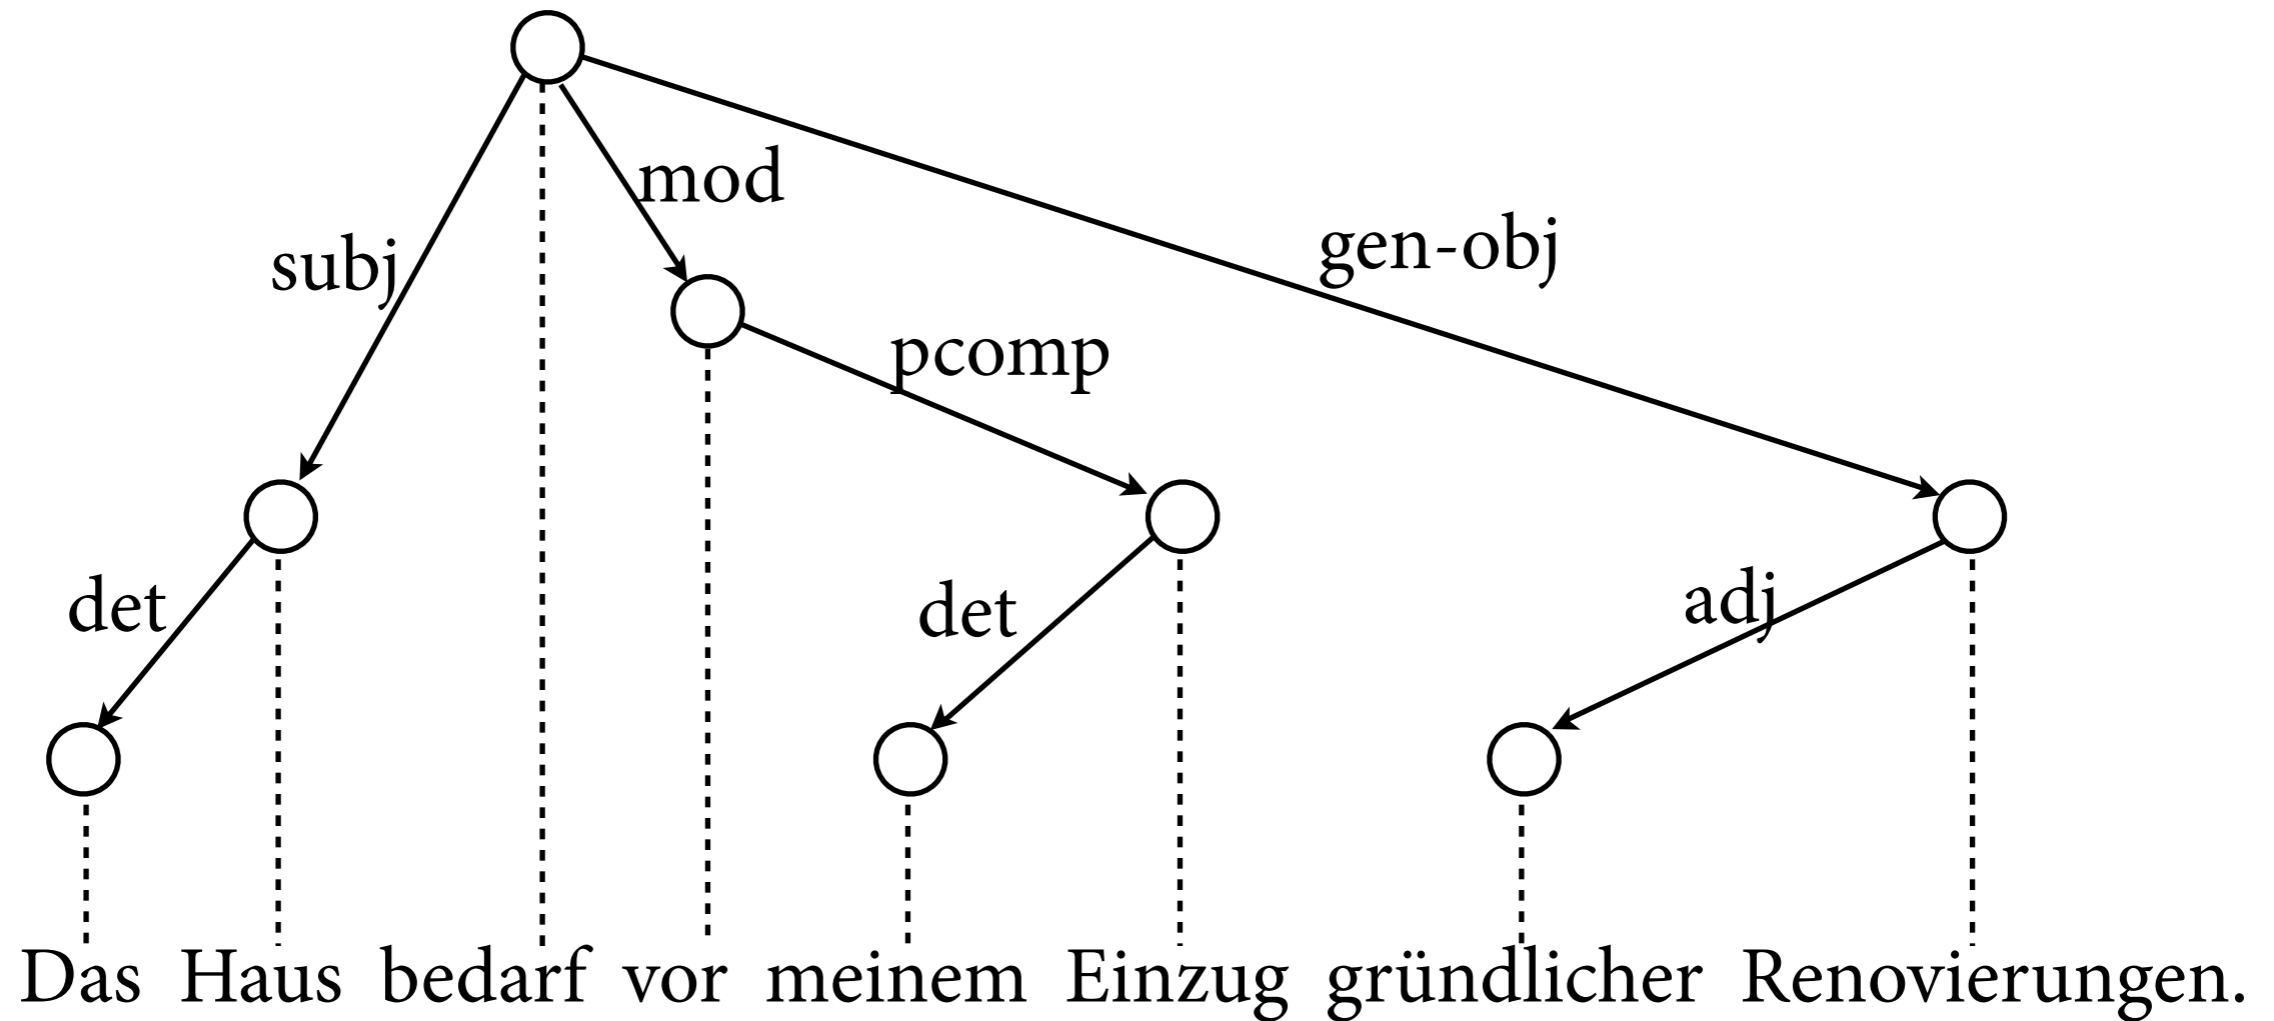 mod
subj
gen-obj
pcomp
det
det
adj
Das Haus bedarf vor meinem Einzug gründlicher Renovierungen.